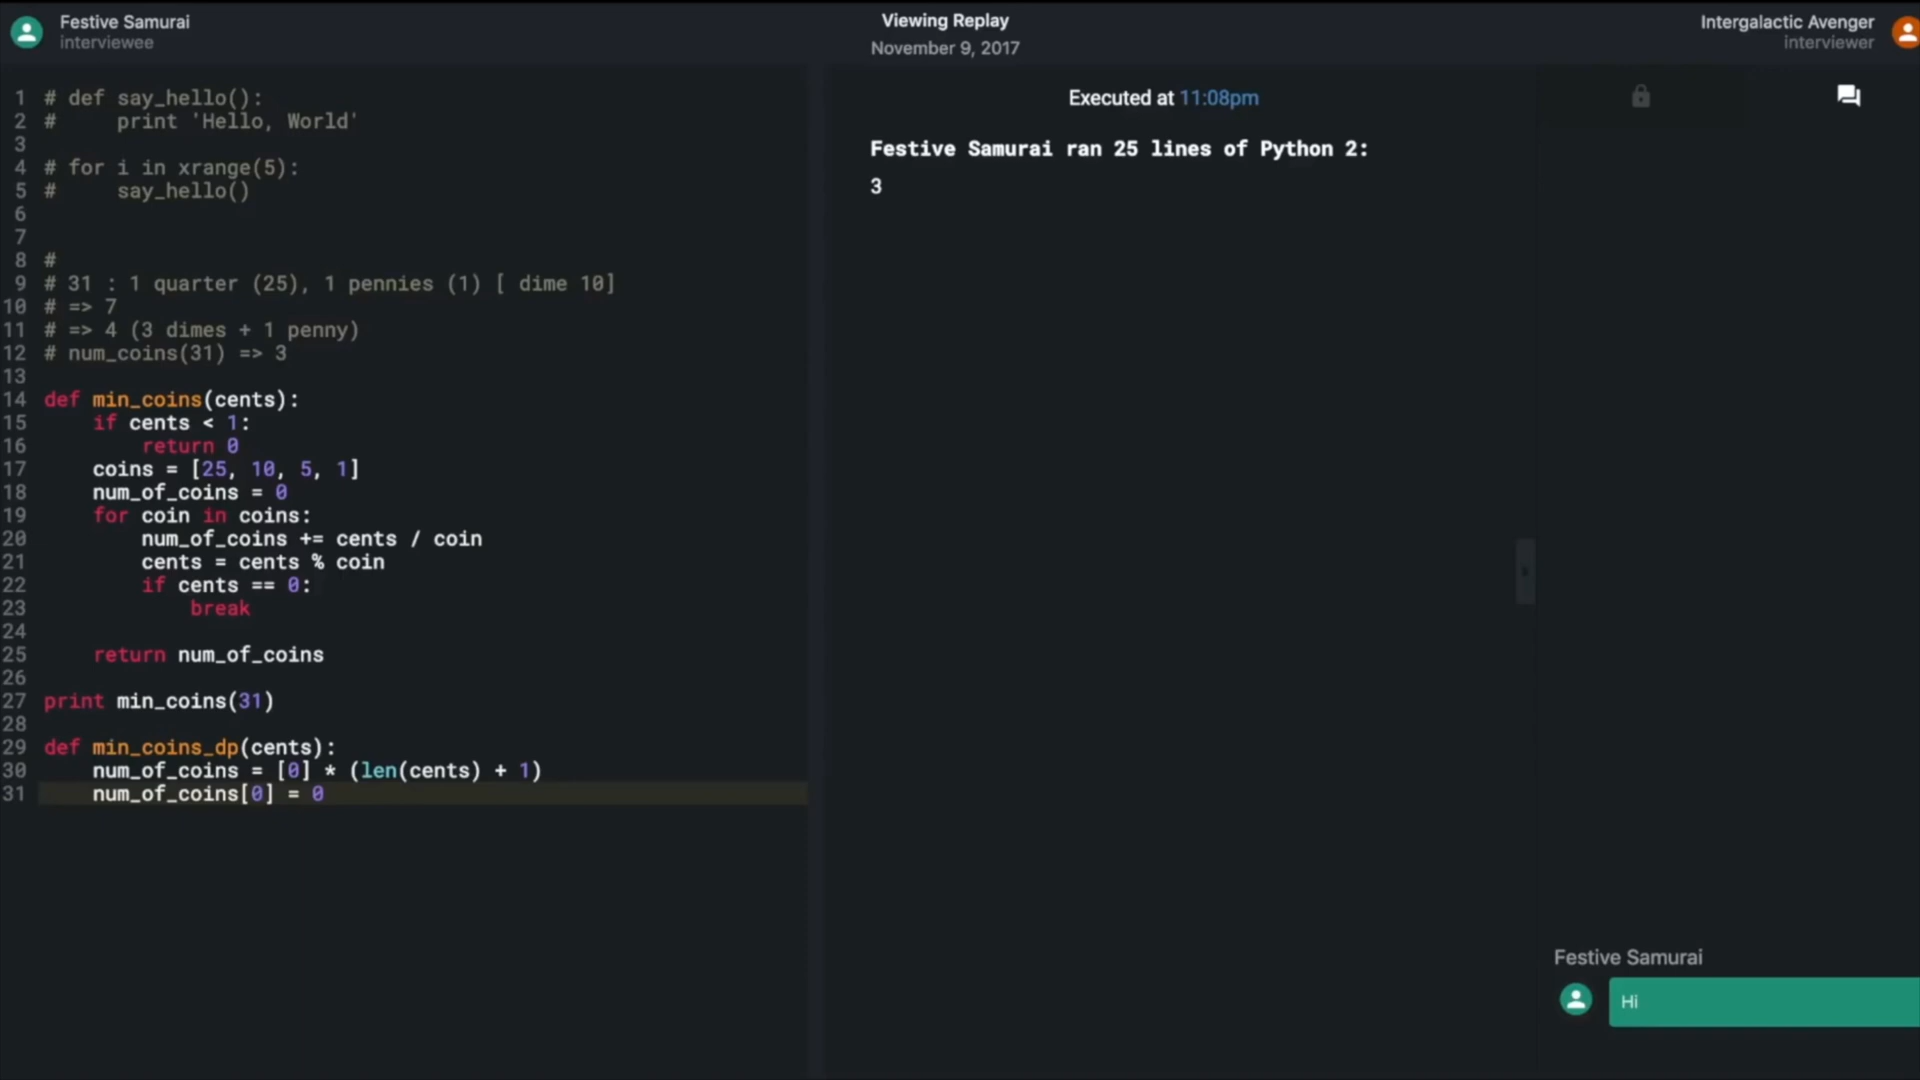 Festive Samurai
interviewee
Viewing Replay
November 9, 2017
Intergalactic Avenger
interviewer
1 # def say_hello():
2 #     print 'Hello, World'
3
4 # for i in xrange(5):
5 #     say_hello()
6
7
8 #
9 # 31 : 1 quarter (25), 1 pennies (1) [ dime 10]
10 # => 7
11 # => 4 (3 dimes + 1 penny)
12 # num_coins(31) => 3
13
14 def min_coins(cents):
15     if cents < 1:
16         return 0
17     coins = [25, 10, 5, 1]
18     num_of_coins = 0
19     for coin in coins:
20         num_of_coins += cents / coin
21         cents = cents % coin
22         if cents == 0:
23             break
24
25     return num_of_coins
26
27 print min_coins(31)
28
29 def min_coins_dp(cents):
30     num_of_coins = [0] * (len(cents) + 1)
31     num_of_coins[0] = 0
Executed at 11:08pm
Festive Samurai ran 25 lines of Python 2:
3
Festive Samurai
Hi